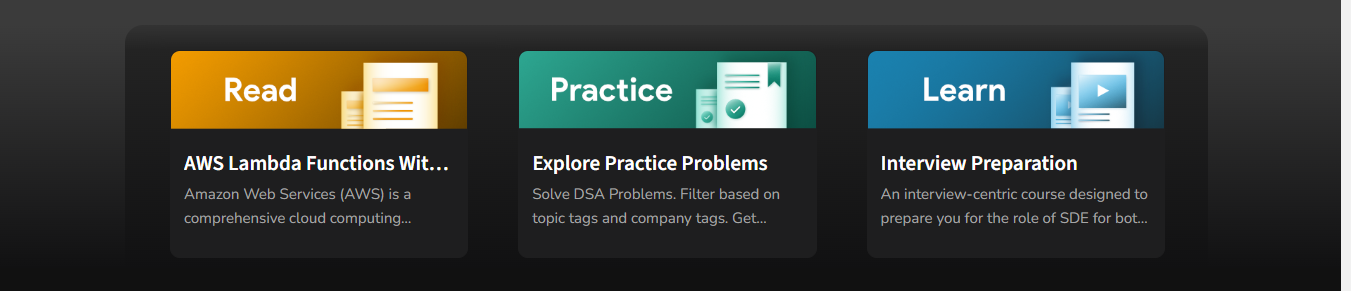 Read
AWS Lambda Functions Wit...
Amazon Web Services (AWS) is a
comprehensive cloud computing...
Practice
Explore Practice Problems
Solve DSA Problems. Filter based on
topic tags and company tags. Get...
Learn
Interview Preparation
An interview-centric course designed to
prepare you for the role of SDE for bot...